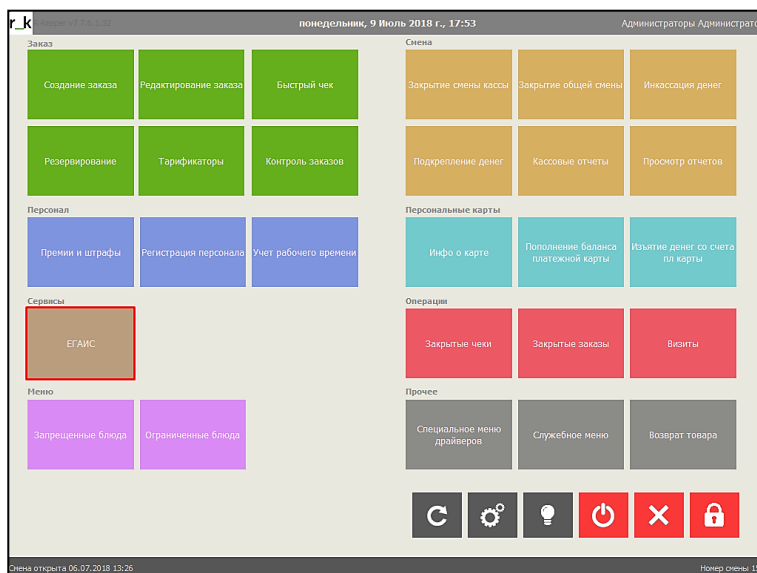 r_k
понедельник, 9 Июль 2018 г., 17:53
Администраторы Администрато
Заказ
Создание заказа
Редактирование заказа
Быстрый чек
Резервирование
Тарификаторы
Контроль заказов
Смена
Закрытие смены кассы
Закрытие общей смены
Инкассация денег
Подкрепление денег
Кассовые отчеты
Просмотр отчетов
Персонал
Премии и штрафы
Регистрация персонала
Учет рабочего времени
Персональные карты
Инфо о карте
Пополнение баланса
платежной карты
Изъятие денег со счета
пл карты
Сервисы
ЕГАИС
Операции
Закрытые чеки
Закрытые заказы
Визиты
Меню
Запрещенные блюда
Ограниченные блюда
Прочее
Специальное меню
драйверов
Служебное меню
Возврат товара
Смена открыта 06.07.2018 13:26
Номер смены